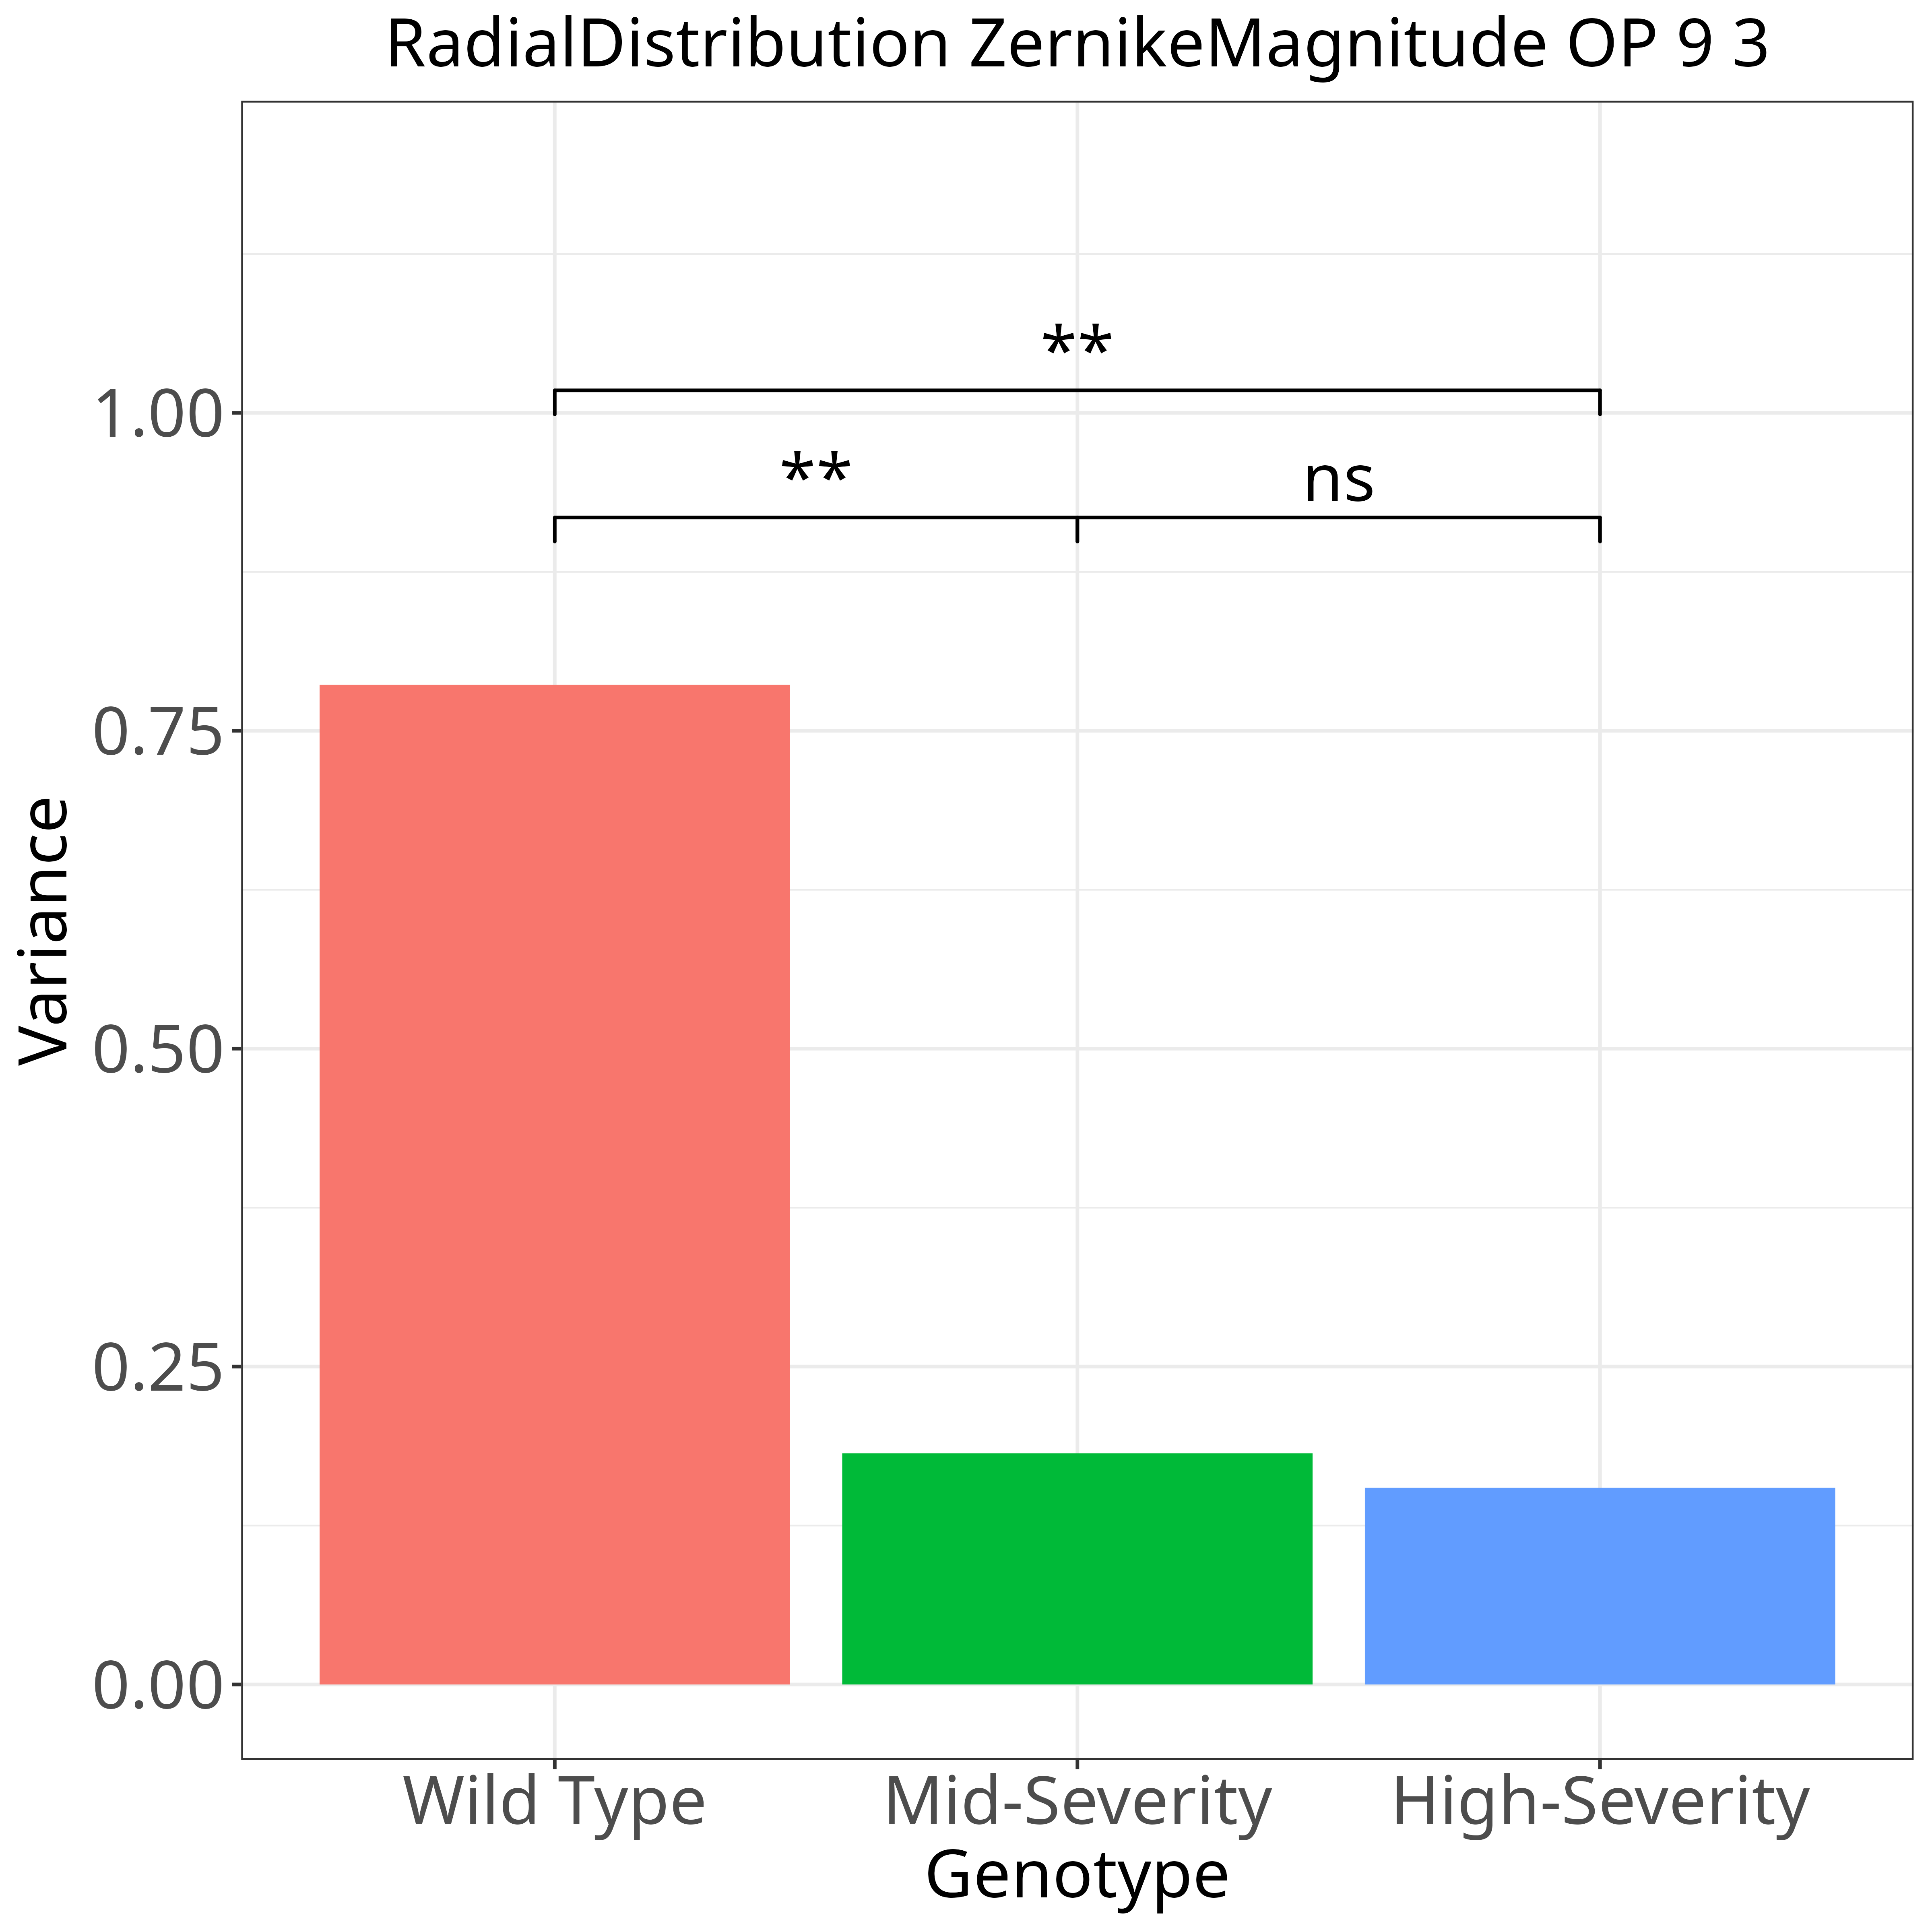 RadialDistribution ZernikeMagnitude OP 9 3
**
1.00
** ns
0.75
Variance
0.50
0.25
0.00
Wild Type Mid-Severity High-Severity
Genotype